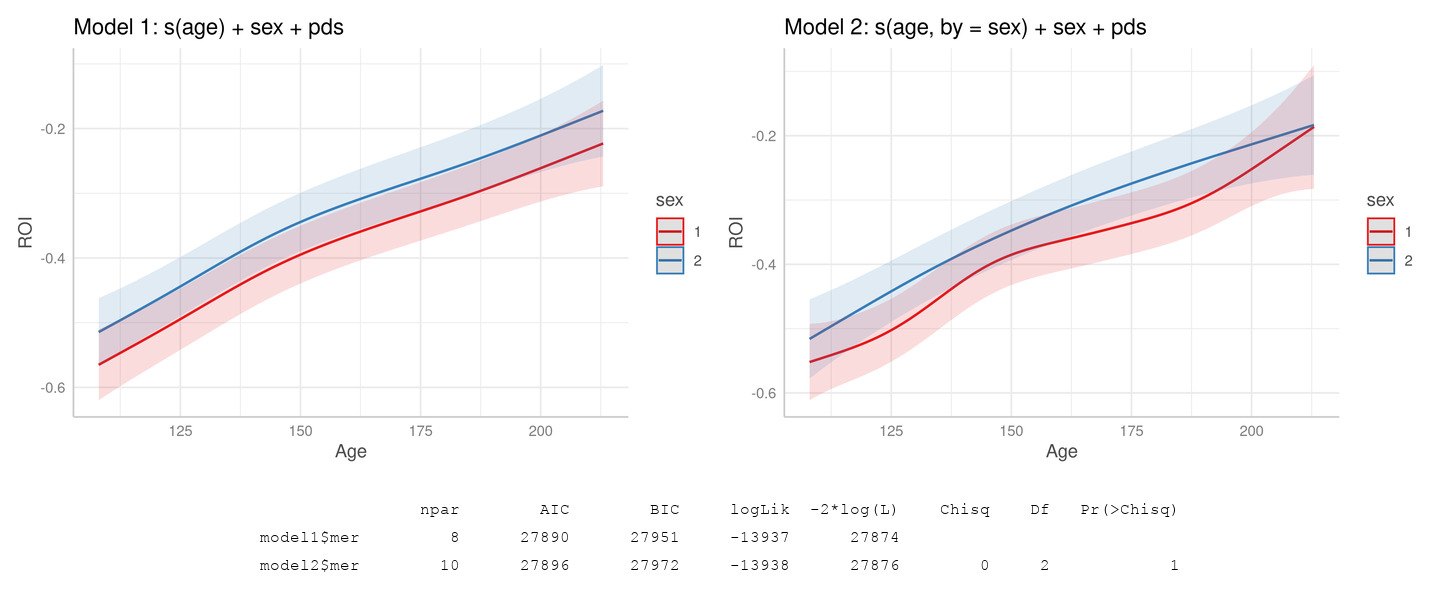 Model 1: s(age) + sex + pds
-0.2
-0.4
-0.6
ROI
125 150 175 200
Age
sex
1
2
Model 2: s(age, by = sex) + sex + pds
-0.2
-0.4
-0.6
ROI
125 150 175 200
Age
sex
1
2
npar AIC BIC logLik -2*log(L) Chisq Df Pr(>Chisq)
model1$mer 8 27890 27951 -13937 27874
model2$mer 10 27896 27972 -13938 27876 0 2 1